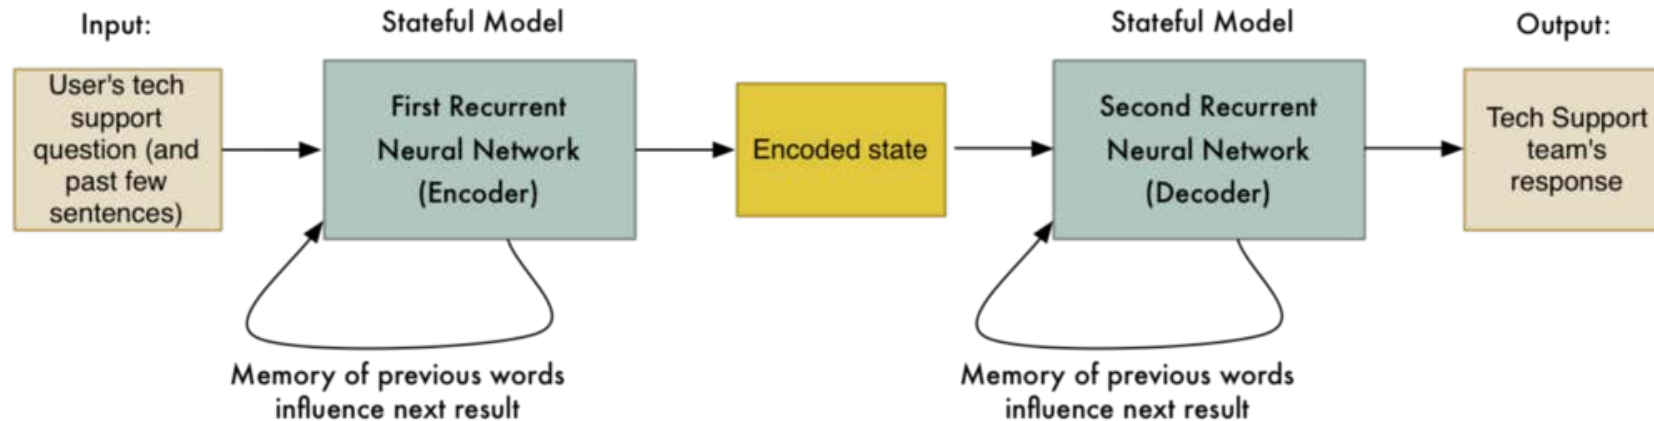 Input:
Stateful Model
Stateful Model
Output:
User's tech
support
question (and
past few
sentences)
First Recurrent
Neural Network
(Encoder)
Encoded state
Second Recurrent
Neural Network
(Decoder)
Tech Support
team's
response
Memory of previous words
influence next result
Memory of previous words
influence next result